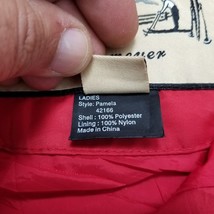 LADIES
Style: Pamela
42166
Shell : 100% Polyester
Lining : 100% Nylon
Made in China